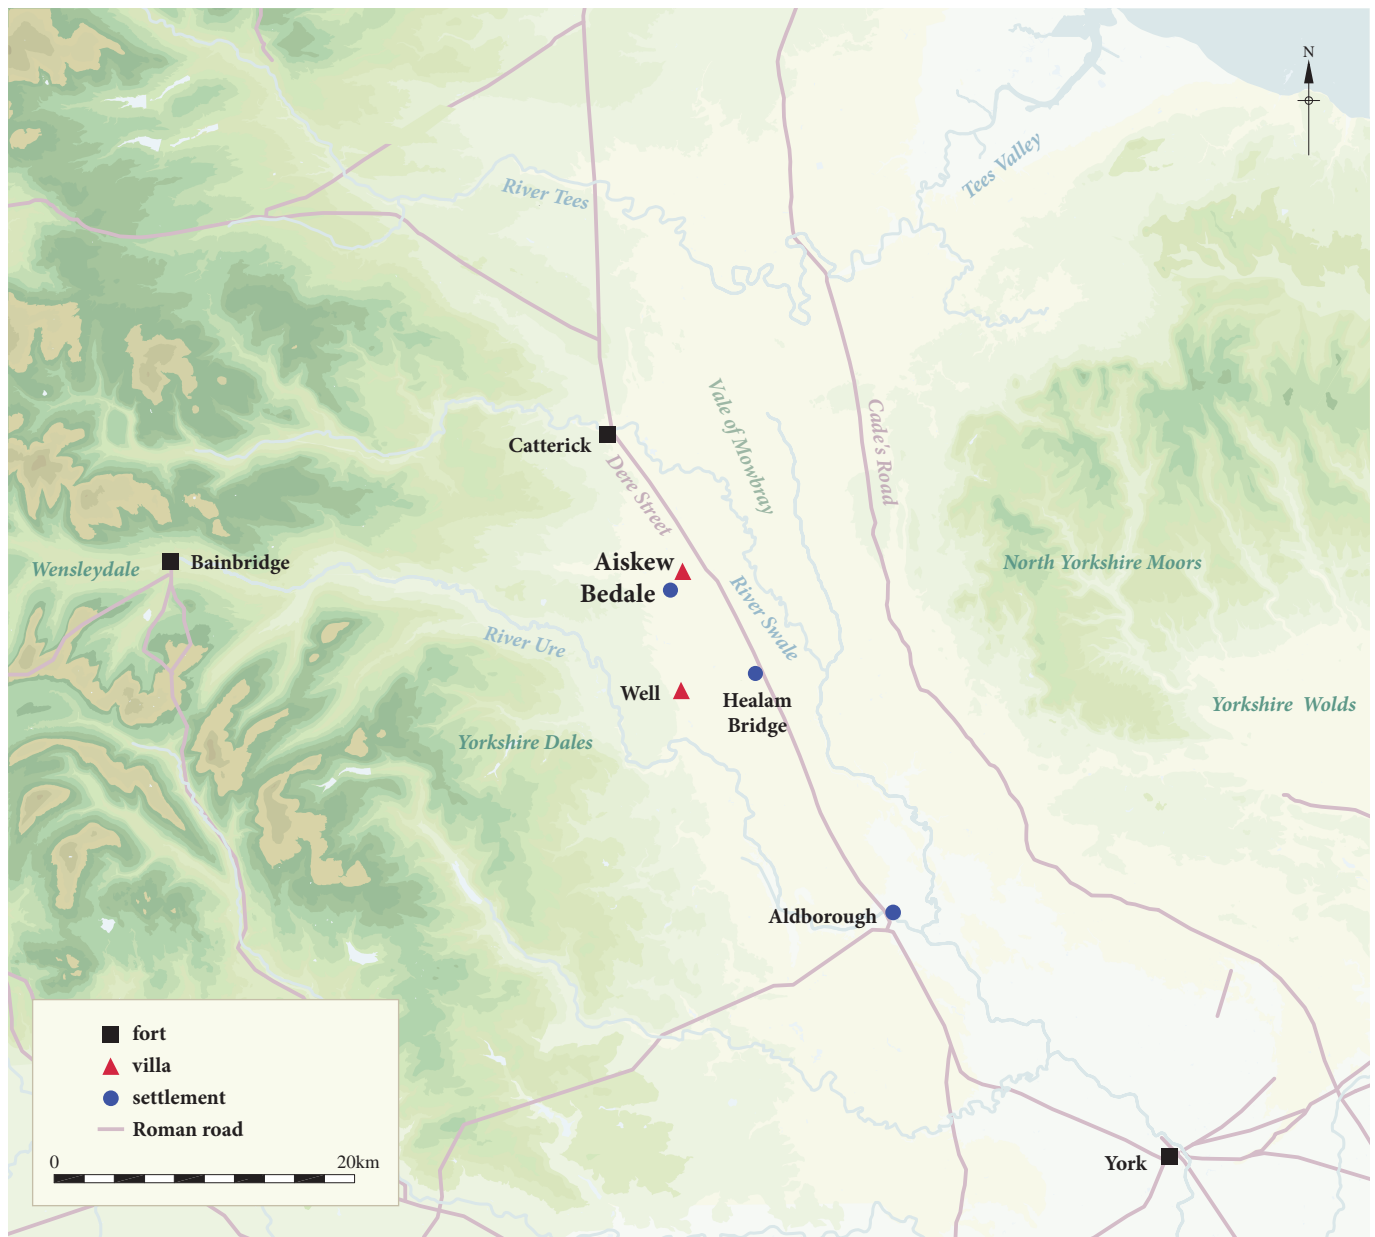 N
Tees Valley
River Tees
Vale of Mowbray
Cade's Road
Catterick
Dere Street
Wensleydale
Bainbridge
Aiskew
Bedale
North Yorkshire Moors
River Swale
River Ure
Well
Healam
Bridge
Yorkshire Wolds
Yorkshire Dales
Aldborough
fort
villa
settlement
Roman road
0 20km
York